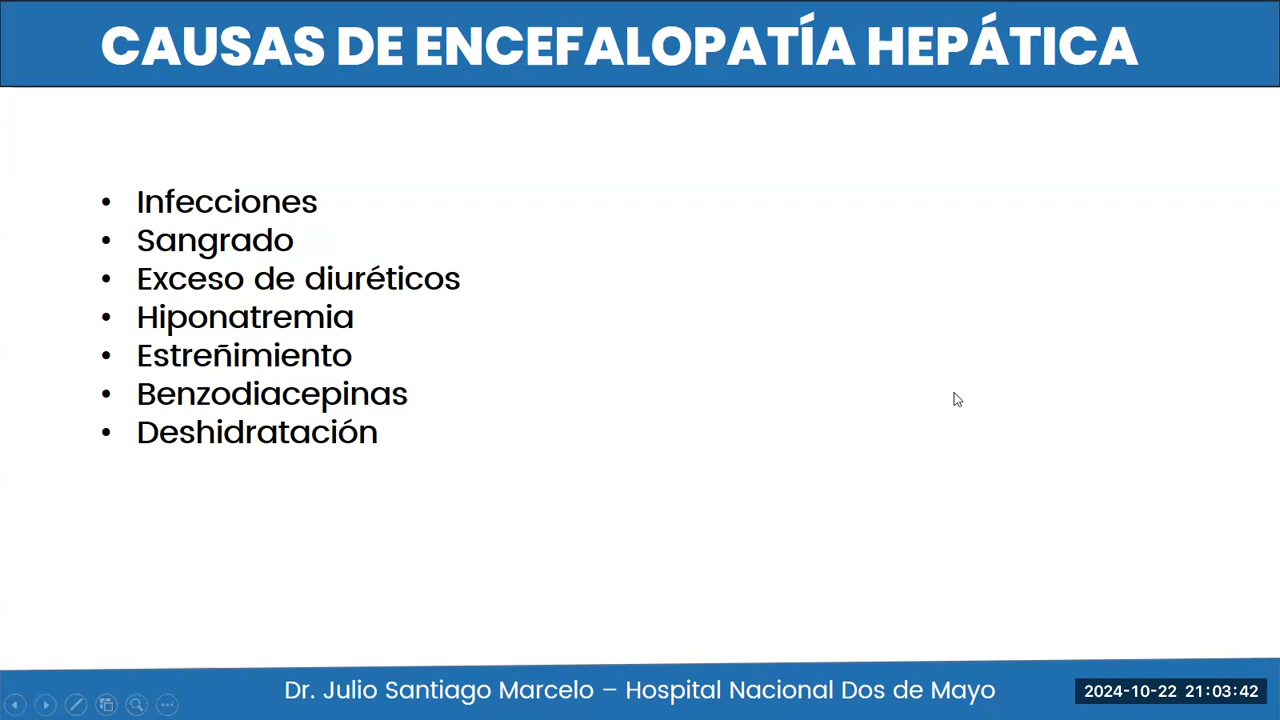 CAUSAS DE ENCEFALOPATÍA HEPÁTICA
• Infecciones
• Sangrado
• Exceso de diuréticos
• Hiponatremia
• Estreñimiento
• Benzodiacepinas
• Deshidratación
Dr. Julio Santiago Marcelo – Hospital Nacional Dos de Mayo
2024-10-22 21:03:42